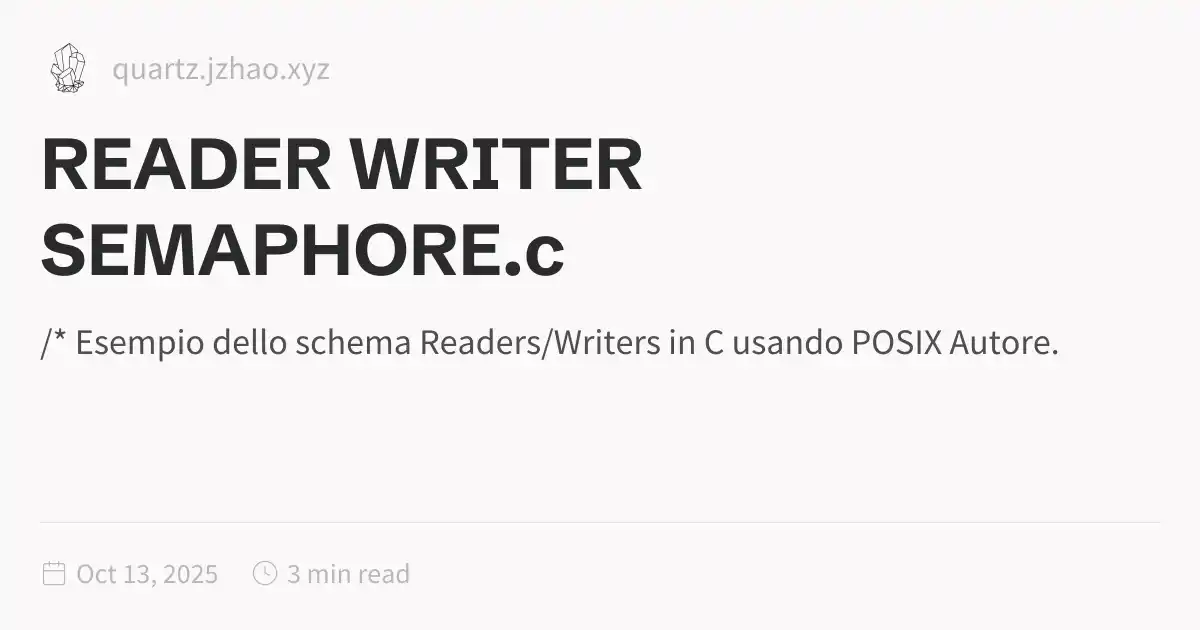 quartz.jzhao.xyz
READER WRITER
SEMAPHORE.c
/* Esempio dello schema Readers/Writers in C usando POSIX Autore.
Oct 13, 2025 3 min read